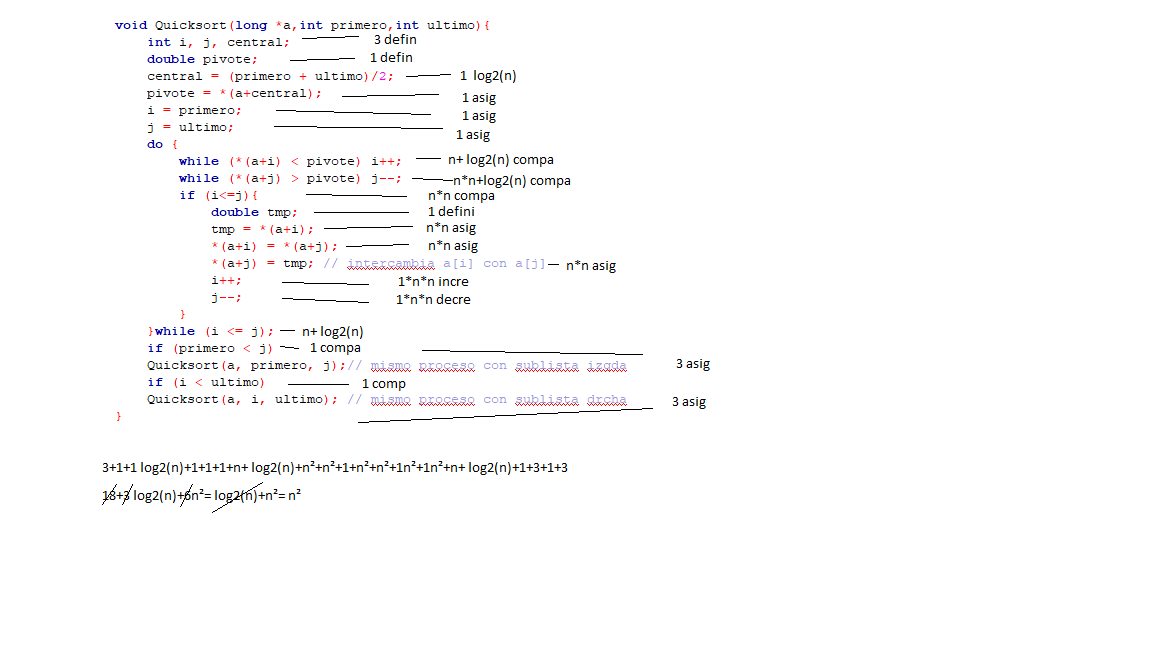 void Quicksort(long *a,int primero,int ultimo){
int i, j, central; 3 defin
double pivote; 1 defin
central = (primero + ultimo)/2; 1 log2(n)
pivote = *(a+central); 1 asig
i = primero; 1 asig
j = ultimo; 1 asig
do {
while (*(a+i) < pivote) i++; n+ log2(n) compa
while (*(a+j) > pivote) j--; n*n+log2(n) compa
if (i<=j){ n*n compa
double tmp; 1 defini
tmp = *(a+i); n*n asig
*(a+i) = *(a+j); n*n asig
*(a+j) = tmp; // intercambia a[i] con a[j] n*n asig
i++; 1*n*n incre
j--; 1*n*n decre
}
}while (i <= j); n+ log2(n)
if (primero < j) 1 compa
Quicksort(a, primero, j);// mismo proceso con sublista izqda 3 asig
if (i < ultimo) 1 comp
Quicksort(a, i, ultimo); // mismo proceso con sublista drcha 3 asig
}
3+1+1 log2(n)+1+1+1+n+ log2(n)+n²+n²+1+n²+n²+1n²+1n²+n+ log2(n)+1+3+1+3
18+3 log2(n)+6n²= log2(n)+n²= n²